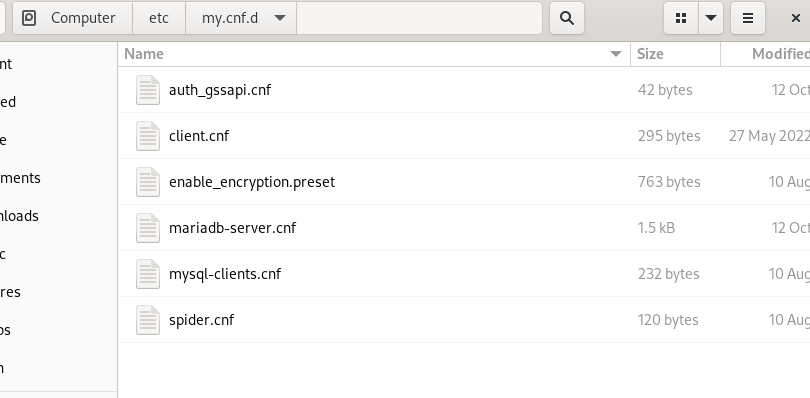 Computer etc my.cnf.d
Name Size Modified
nt
auth_gssapi.cnf 42 bytes 12 Oct
ed
client.cnf 295 bytes 27 May 2022
e
enable_encryption.preset 763 bytes 10 Aug
ments
mariadb-server.cnf 1.5 kB 12 Oct
nloads
mysql-clients.cnf 232 bytes 10 Aug
c
res
spider.cnf 120 bytes 10 Aug
os
n